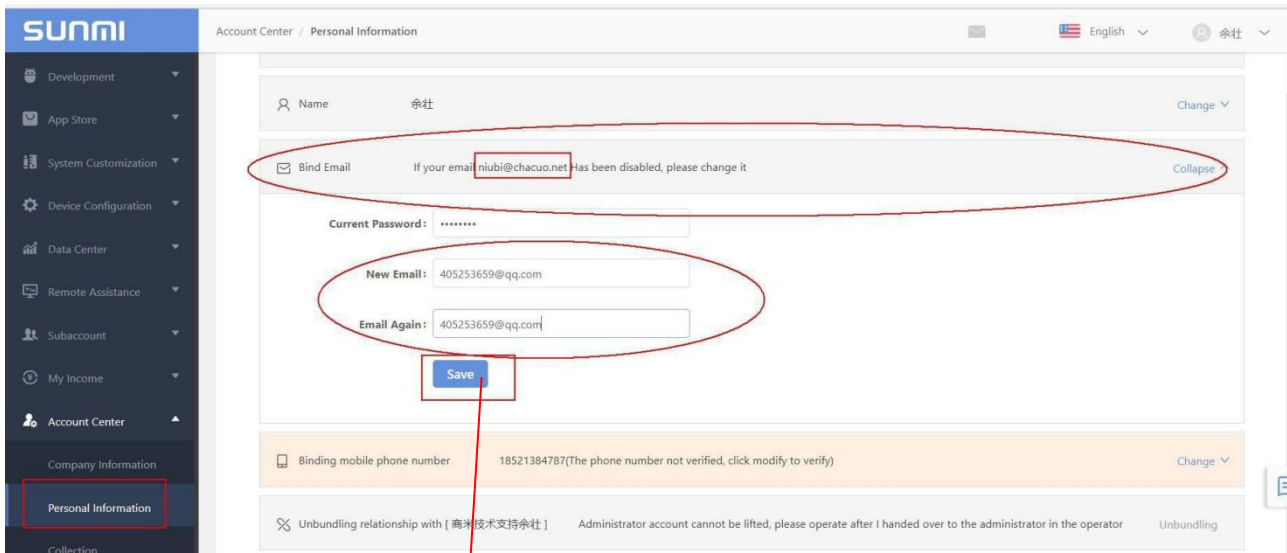 SUNMI
Account Center / Personal Information
English
余壮
Development
App Store
System Customization
Device Configuration
Data Center
Remote Assistance
Subaccount
My Income
Account Center
Company Information
Personal Information
Collection
Name 余壮 Change
Bind Email If your email niubi@chacuo.net Has been disabled, please change it Collapse
Current Password: ••••••••
New Email: 405253659@qq.com
Email Again: 405253659@qq.com
Save
Binding mobile phone number 18521384787(The phone number not verified, click modify to verify) Change
Unbundling relationship with [ 商米技术支持余壮 ] Administrator account cannot be lifted, please operate after I handed over to the administrator in the operator Unbundling